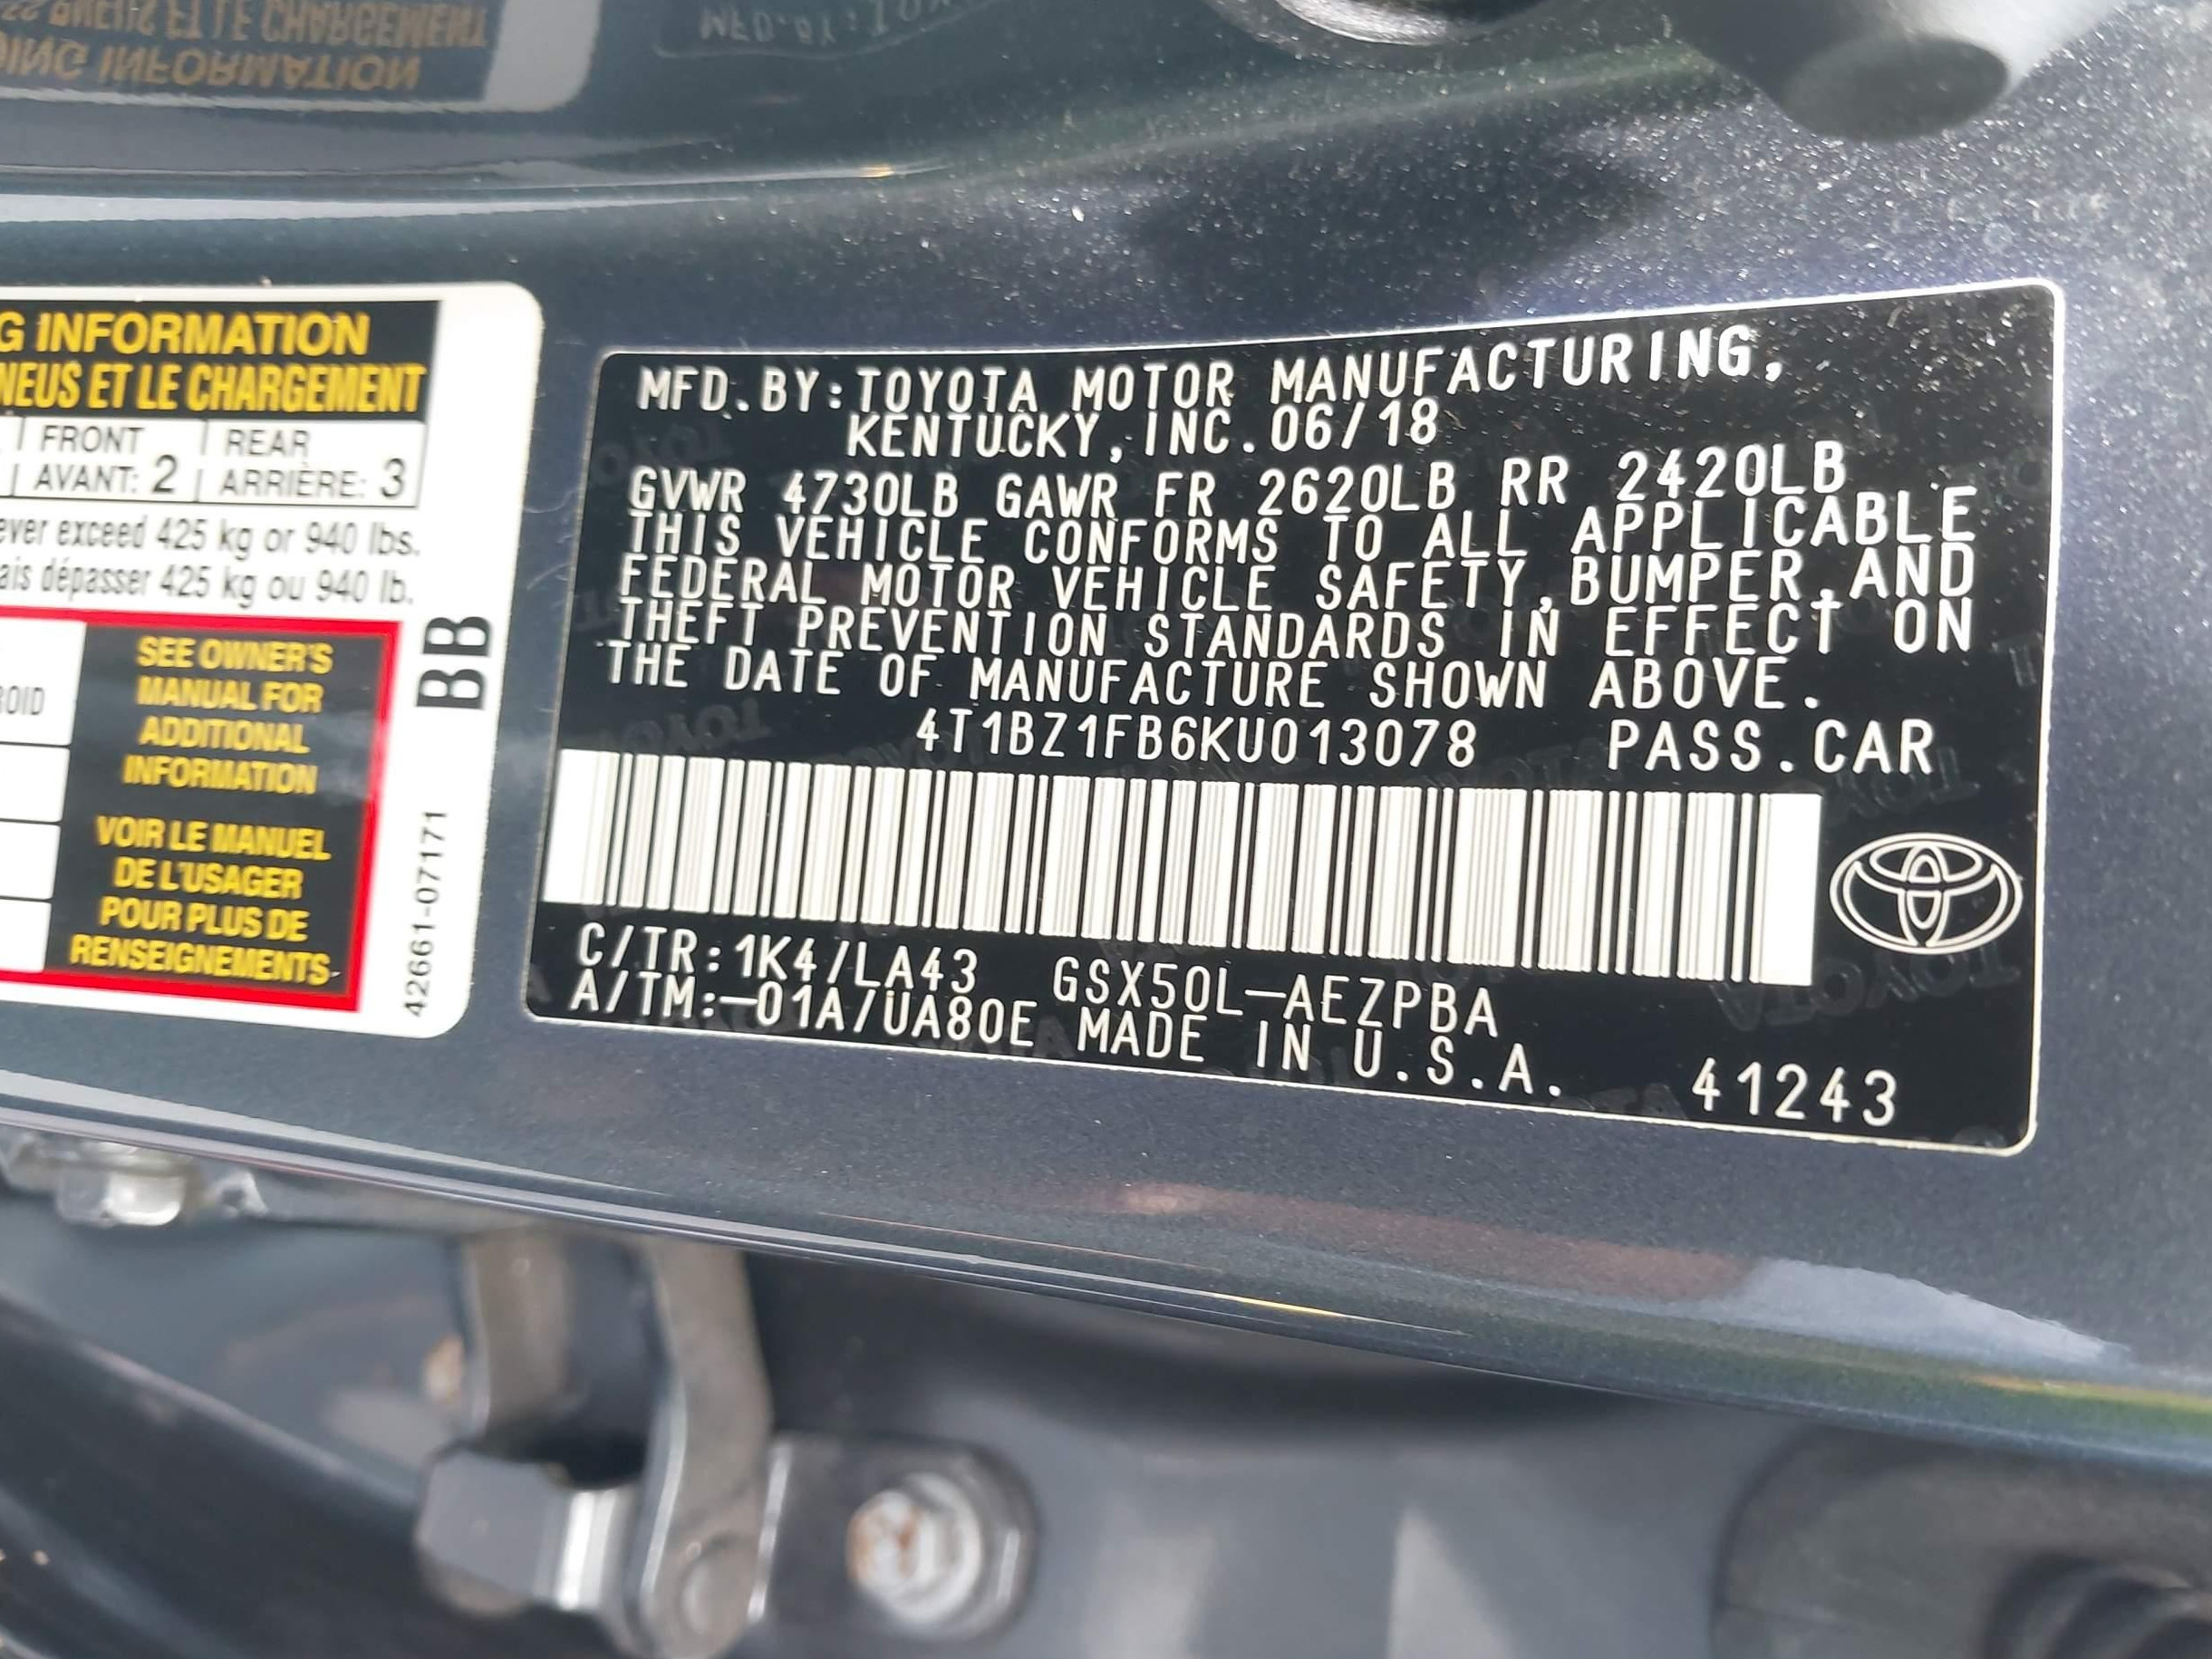 G INFORMATION
NEUS ET LE CHARGEMENT
FRONT REAR
AVANT: 2 ARRIÈRE: 3
ever exceed 425 kg or 940 lbs.
ais dépasser 425 kg ou 940 lb.
SEE OWNER'S
MANUAL FOR
ADDITIONAL
INFORMATION
VOIR LE MANUEL
DE L'USAGER
POUR PLUS DE
RENSEIGNEMENTS
BB
42661-07171
MFD.BY:TOYOTA MOTOR MANUFACTURING,
KENTUCKY,INC.06/18
GVWR 4730LB GAWR FR 2620LB RR 2420LB
THIS VEHICLE CONFORMS TO ALL APPLICABLE
FEDERAL MOTOR VEHICLE SAFETY,BUMPER,AND
THEFT PREVENTION STANDARDS IN EFFECT ON
THE DATE OF MANUFACTURE SHOWN ABOVE.
4T1BZ1FB6KU013078 PASS.CAR
C/TR:1K4/LA43 GSX50L-AEZPBA
A/TM:-01A/UA80E MADE IN U.S.A. 41243